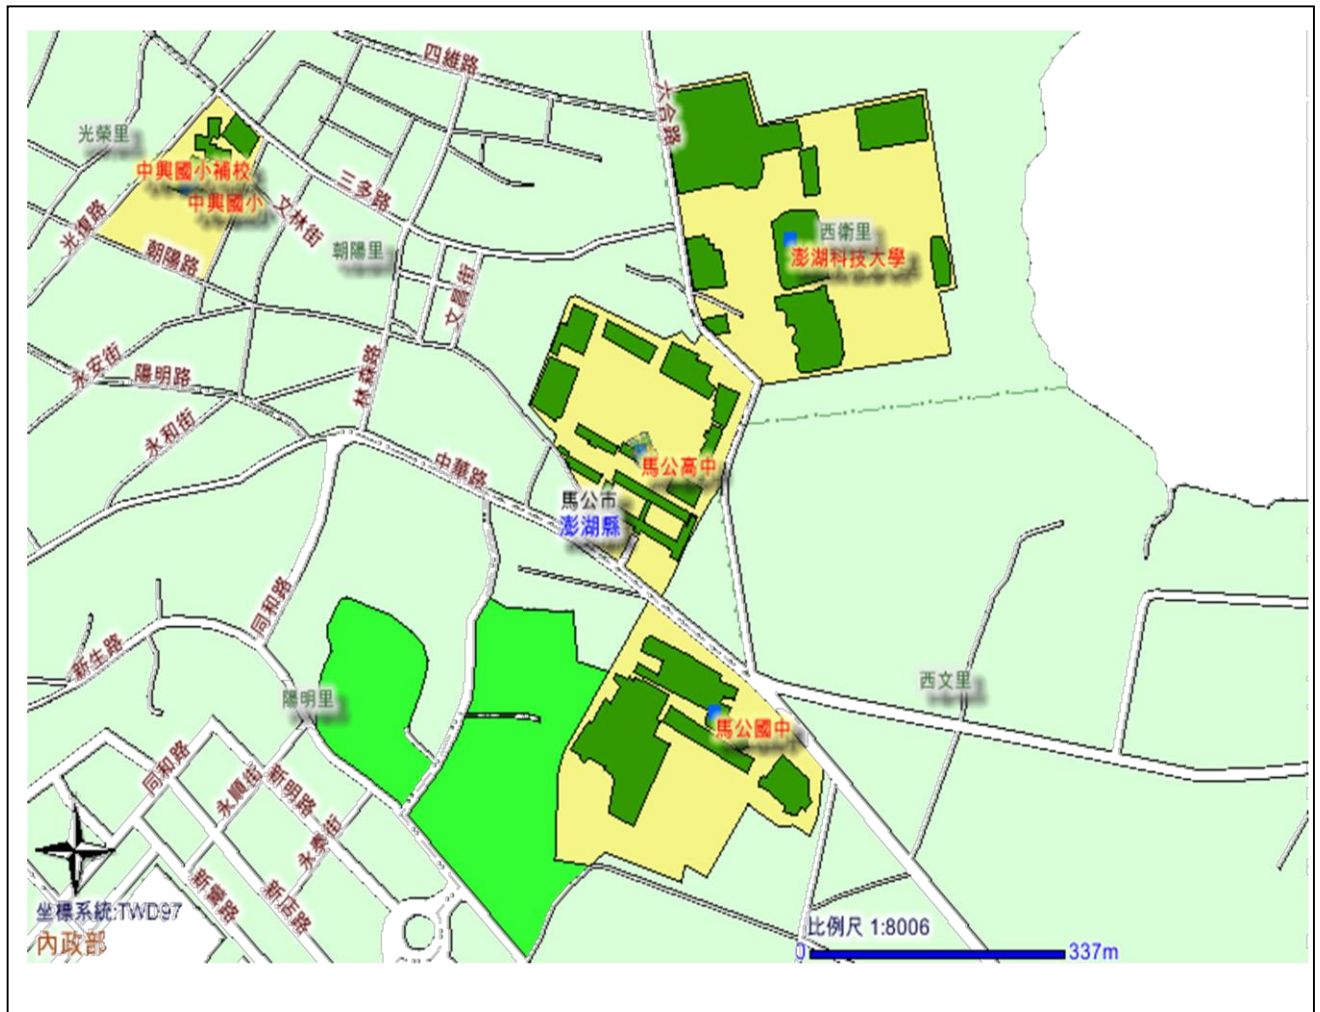 四維路
六合路
光榮里
中興國小補校
三多路
中興國小
文林街
光復路
朝陽里
西衛里
澎湖科技大學
朝陽路
文昌街
永安街
陽明路
林森路
永和街
中華路
馬公高中
馬公市
澎湖縣
同和路
新生路
陽明里
西文里
馬公國中
同和路
永順街
新明路
永泰街
新營路
新店路
坐標系統:TWD97
內政部
比例尺 1:8006
0
337m